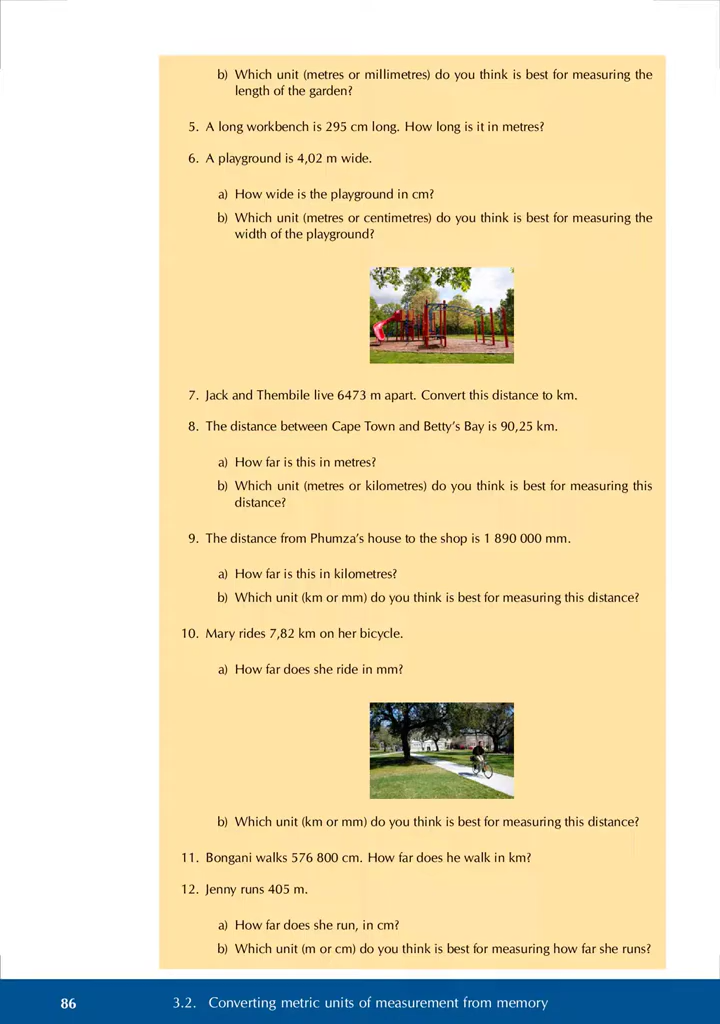 b) Which unit (metres or millimetres) do you think is best for measuring the
length of the garden?
5. A long workbench is 295 cm long. How long is it in metres?
6. A playground is 4,02 m wide.
a) How wide is the playground in cm?
b) Which unit (metres or centimetres) do you think is best for measuring the
width of the playground?
7. Jack and Thembile live 6473 m apart. Convert this distance to km.
8. The distance between Cape Town and Betty’s Bay is 90,25 km.
a) How far is this in metres?
b) Which unit (metres or kilometres) do you think is best for measuring this
distance?
9. The distance from Phumza’s house to the shop is 1 890 000 mm.
a) How far is this in kilometres?
b) Which unit (km or mm) do you think is best for measuring this distance?
10. Mary rides 7,82 km on her bicycle.
a) How far does she ride in mm?
b) Which unit (km or mm) do you think is best for measuring this distance?
11. Bongani walks 576 800 cm. How far does he walk in km?
12. Jenny runs 405 m.
a) How far does she run, in cm?
b) Which unit (m or cm) do you think is best for measuring how far she runs?
86 3.2. Converting metric units of measurement from memory